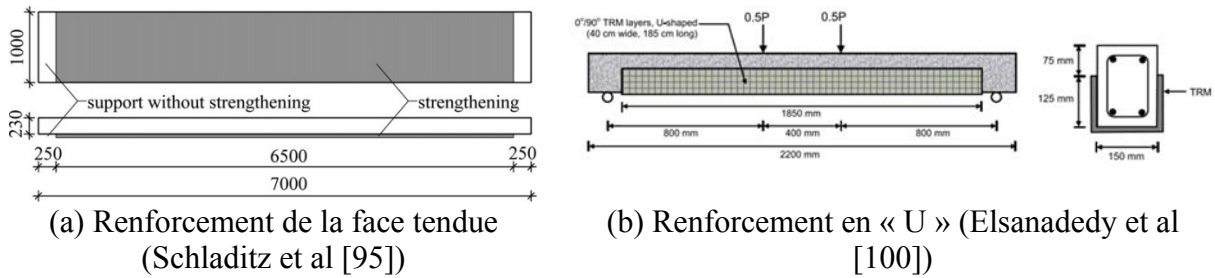 1000
support without strengthening
strengthening
230
250
6500
250
7000
(a) Renforcement de la face tendue
(Schladitz et al [95])
0°/90° TRM layers, U-shaped
(40 cm wide, 185 cm long)
0.5P
0.5P
1850 mm
800 mm
400 mm
800 mm
2200 mm
75 mm
125 mm
TRM
150 mm
(b) Renforcement en « U » (Elsanadedy et al
[100])